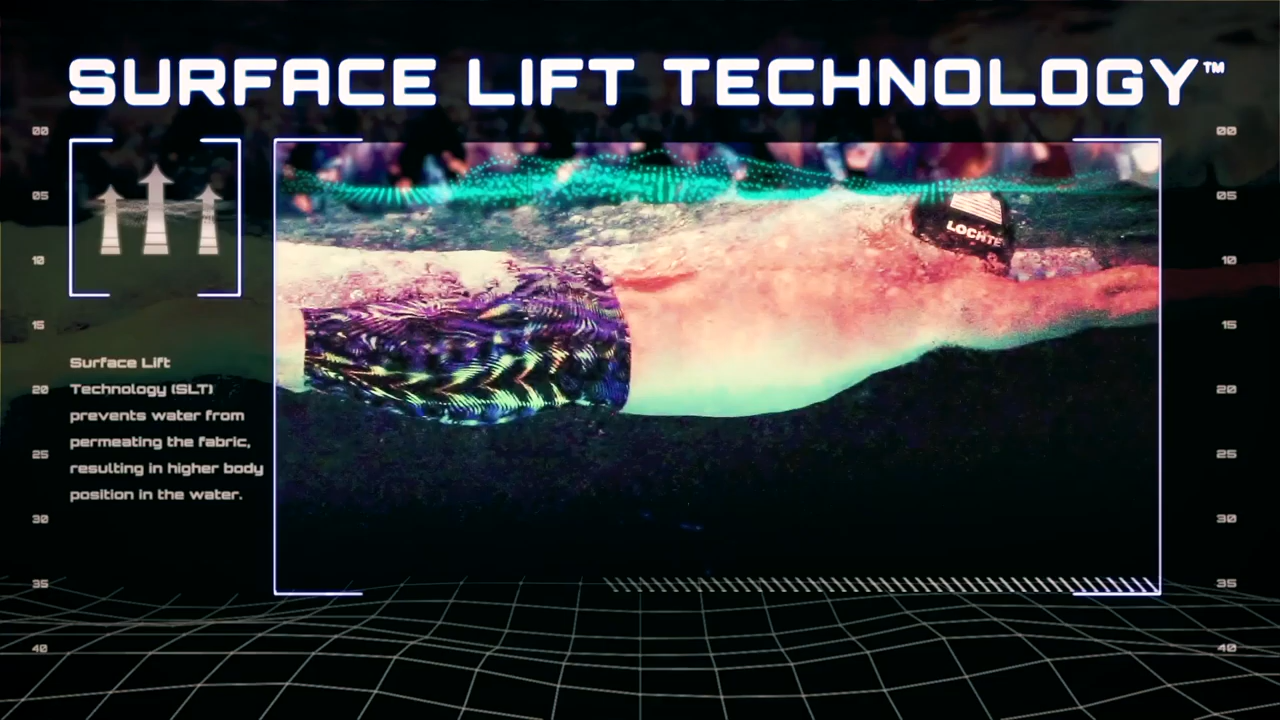 SURFACE LIFT TECHNOLOGY™
00
05
10
15
20
25
30
35
40
Surface Lift
Technology (SLT)
prevents water from
permeating the fabric,
resulting in higher body
position in the water.
LOCHTE
00
05
10
15
20
25
30
35
40